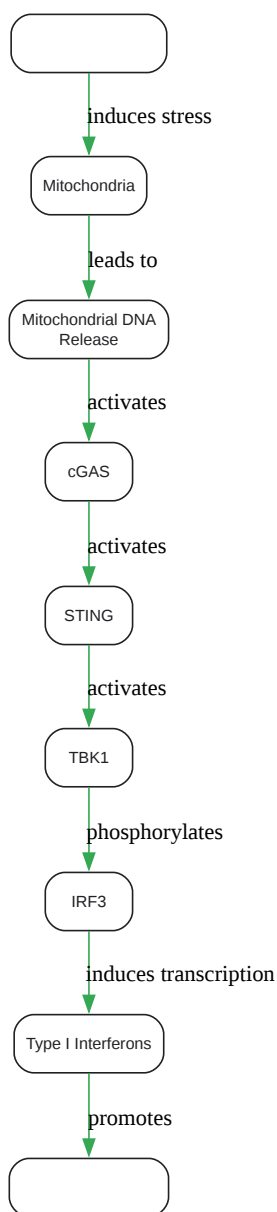 induces stress
Mitochondria
leads to
Mitochondrial DNA
Release
activates
cGAS
activates
STING
activates
TBK1
phosphorylates
IRF3
induces transcription
Type I Interferons
promotes